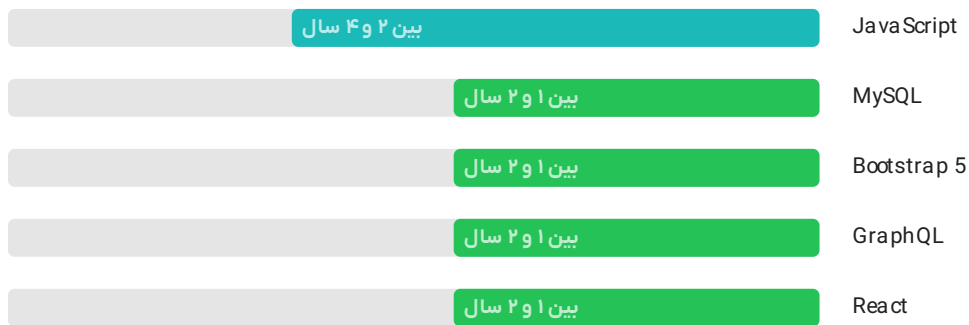 JavaScript
بین ۲ و ۴ سال
MySQL
بین ۱ و ۲ سال
Bootstrap 5
بین ۱ و ۲ سال
GraphQL
بین ۱ و ۲ سال
React
بین ۱ و ۲ سال